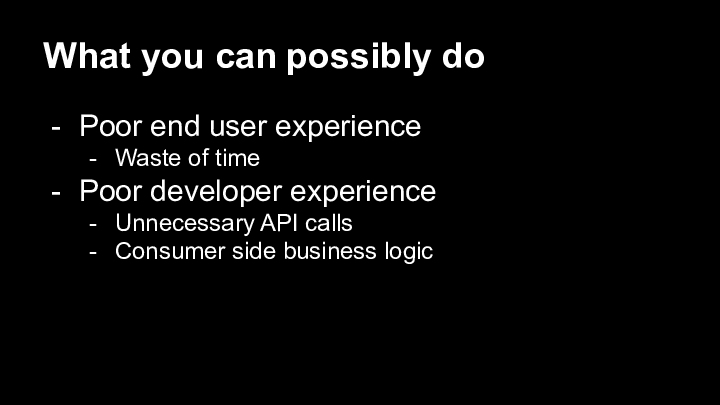 What you can possibly do
- Poor end user experience
- Waste of time
- Poor developer experience
- Unnecessary API calls
- Consumer side business logic